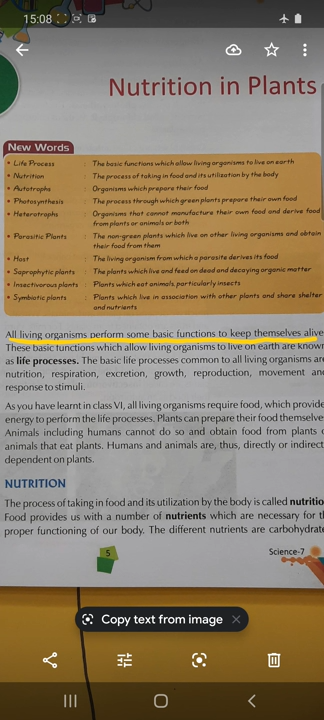 15:08
Nutrition in Plants
New Words
• Life Process : The basic functions which allow living organisms to live on earth
• Nutrition : The process of taking in food and its utilization by the body
• Autotrophs : Organisms which prepare their food
• Photosynthesis : The process through which green plants prepare their own food
• Heterotrophs : Organisms that cannot manufacture their own food and derive food
from plants or animals or both
• Parasitic Plants : The non-green plants which live on other living organisms and obtain
their food from them
• Host : The living organism from which a parasite derives its food
• Saprophytic plants : The plants which live and feed on dead and decaying organic matter
• Insectivorous plants : Plants which eat animals, particularly insects
• Symbiotic plants : Plants which live in association with other plants and share shelter
and nutrients
All living organisms perform some basic functions to keep themselves alive
These basic functions which allow living organisms to live on earth are known
as life processes. The basic life processes common to all living organisms are
nutrition, respiration, excretion, growth, reproduction, movement and
response to stimuli.
As you have learnt in class VI, all living organisms require food, which provide
energy to perform the life processes. Plants can prepare their food themselve
Animals including humans cannot do so and obtain food from plants o
animals that eat plants. Humans and animals are, thus, directly or indirect
dependent on plants.
NUTRITION
The process of taking in food and its utilization by the body is called nutritio
Food provides us with a number of nutrients which are necessary for th
proper functioning of our body. The different nutrients are carbohydrate
5
Science-7
Copy text from image